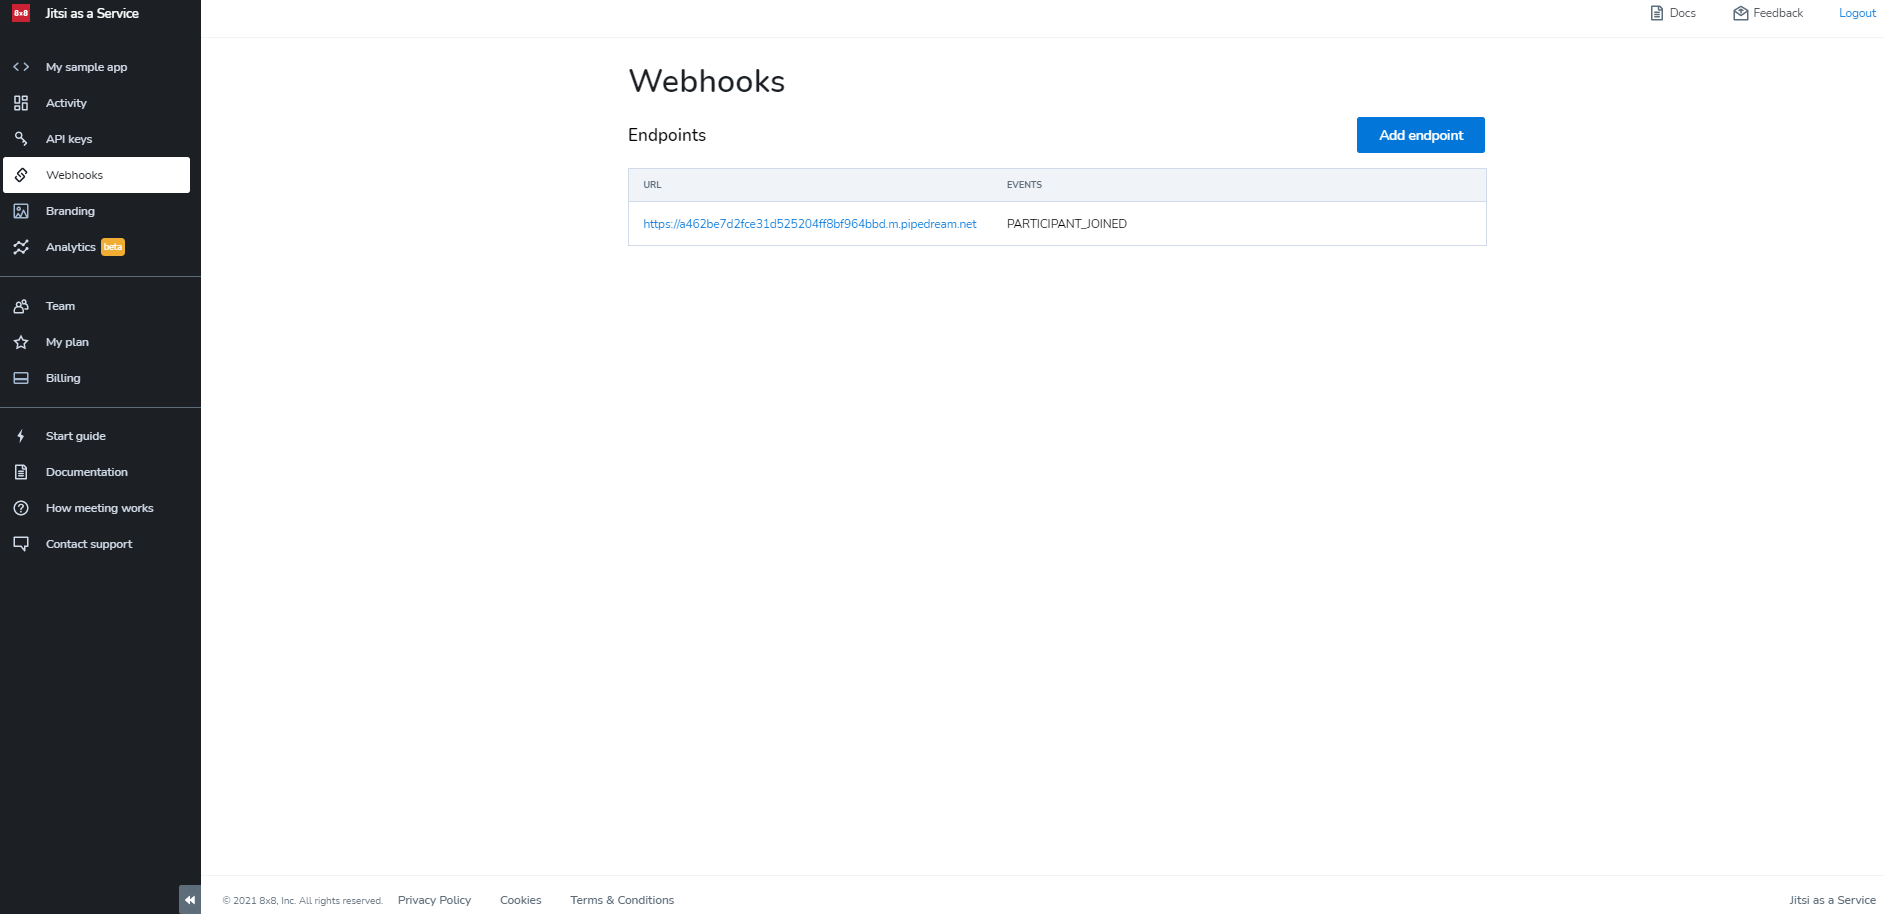 8x8 Jitsi as a Service
Docs Feedback Logout
My sample app
Activity
API keys
Webhooks
Branding
Analytics beta
Team
My plan
Billing
Start guide
Documentation
How meeting works
Contact support
Webhooks
Endpoints Add endpoint
URL EVENTS
https://a462be7d2fce31d525204ff8bf964bbd.m.pipedream.net PARTICIPANT_JOINED
© 2021 8x8, Inc. All rights reserved. Privacy Policy Cookies Terms & Conditions Jitsi as a Service